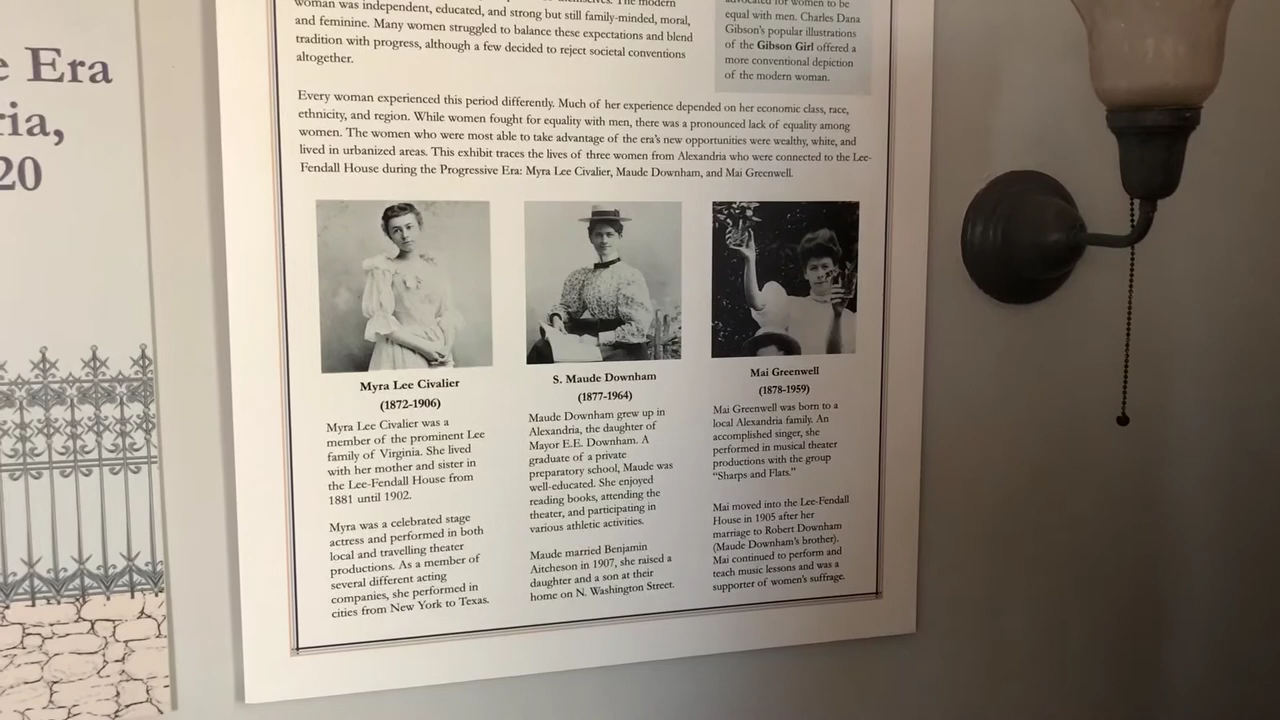 e Era
ria,
20
woman was independent, educated, and strong but still family-minded, moral,
and feminine. Many women struggled to balance these expectations and blend
tradition with progress, although a few decided to reject societal conventions
altogether.
advocated for women to be
equal with men. Charles Dana
Gibson's popular illustrations
of the Gibson Girl offered a
more conventional depiction
of the modern woman.
Every woman experienced this period differently. Much of her experience depended on her economic class, race,
ethnicity, and region. While women fought for equality with men, there was a pronounced lack of equality among
women. The women who were most able to take advantage of the era's new opportunities were wealthy, white, and
lived in urbanized areas. This exhibit traces the lives of three women from Alexandria who were connected to the Lee-
Fendall House during the Progressive Era: Myra Lee Civalier, Maude Downham, and Mai Greenwell.
Myra Lee Civalier
(1872-1906)
Myra Lee Civalier was a
member of the prominent Lee
family of Virginia. She lived
with her mother and sister in
the Lee-Fendall House from
1881 until 1902.
Myra was a celebrated stage
actress and performed in both
local and travelling theater
productions. As a member of
several different acting
companies, she performed in
cities from New York to Texas.
S. Maude Downham
(1877-1964)
Maude Downham grew up in
Alexandria, the daughter of
Mayor E.E. Downham. A
graduate of a private
preparatory school, Maude was
well-educated. She enjoyed
reading books, attending the
theater, and participating in
various athletic activities.
Maude married Benjamin
Aitcheson in 1907, she raised a
daughter and a son at their
home on N. Washington Street.
Mai Greenwell
(1878-1959)
Mai Greenwell was born to a
local Alexandria family. An
accomplished singer, she
performed in musical theater
productions with the group
"Sharps and Flats."
Mai moved into the Lee-Fendall
House in 1905 after her
marriage to Robert Downham
(Maude Downham's brother).
Mai continued to perform and
teach music lessons and was a
supporter of women's suffrage.